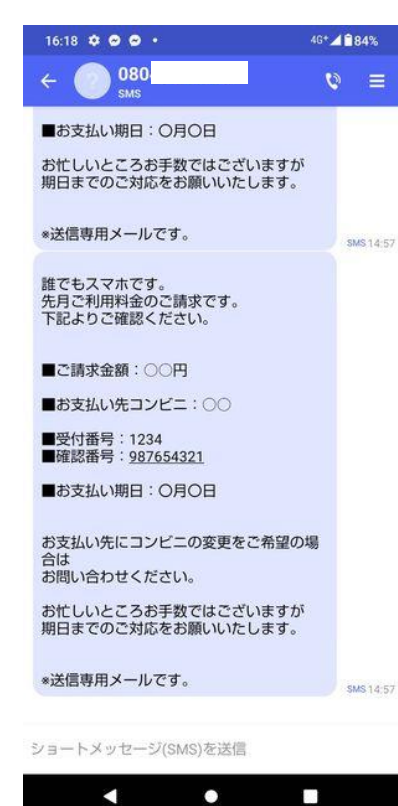 16:18
4G+ 84%
080
SMS
■お支払い期日：〇月〇日
お忙しいところお手数ではございますが
期日までのご対応をお願いいたします。
※送信専用メールです。
SMS 14:57
誰でもスマホです。
先月ご利用料金のご請求です。
下記よりご確認ください。
■ご請求金額：〇〇円
■お支払い先コンビニ：〇〇
■受付番号：1234
■確認番号：987654321
■お支払い期日：〇月〇日
お支払い先にコンビニの変更をご希望の場
合は
お問い合わせください。
お忙しいところお手数ではございますが
期日までのご対応をお願いいたします。
※送信専用メールです。
SMS 14:57
ショートメッセージ(SMS)を送信